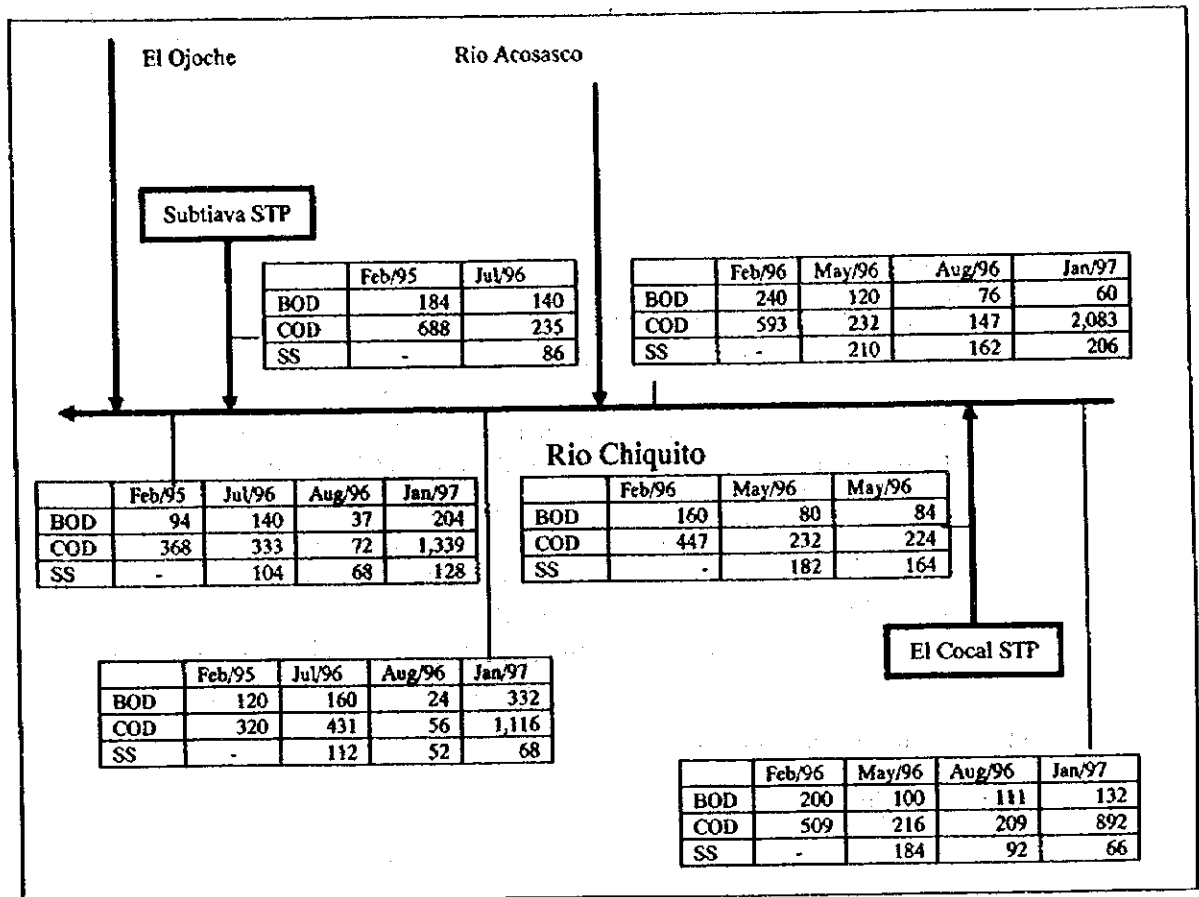 El Ojoche
Rio Acosasco
Subtiava STP
Feb/95 Jul/96
BOD 184 140
COD 688 235
SS - 86
Feb/96 May/96 Aug/96 Jan/97
BOD 240 120 76 60
COD 593 232 147 2,083
SS - 210 162 206
Rio Chiquito
Feb/95 Jul/96 Aug/96 Jan/97
BOD 94 140 37 204
COD 368 333 72 1,339
SS - 104 68 128
Feb/96 May/96 May/96
BOD 160 80 84
COD 447 232 224
SS - 182 164
El Cocal STP
Feb/95 Jul/96 Aug/96 Jan/97
BOD 120 160 24 332
COD 320 431 56 1,116
SS - 112 52 68
Feb/96 May/96 Aug/96 Jan/97
BOD 200 100 111 132
COD 509 216 209 892
SS - 184 92 66